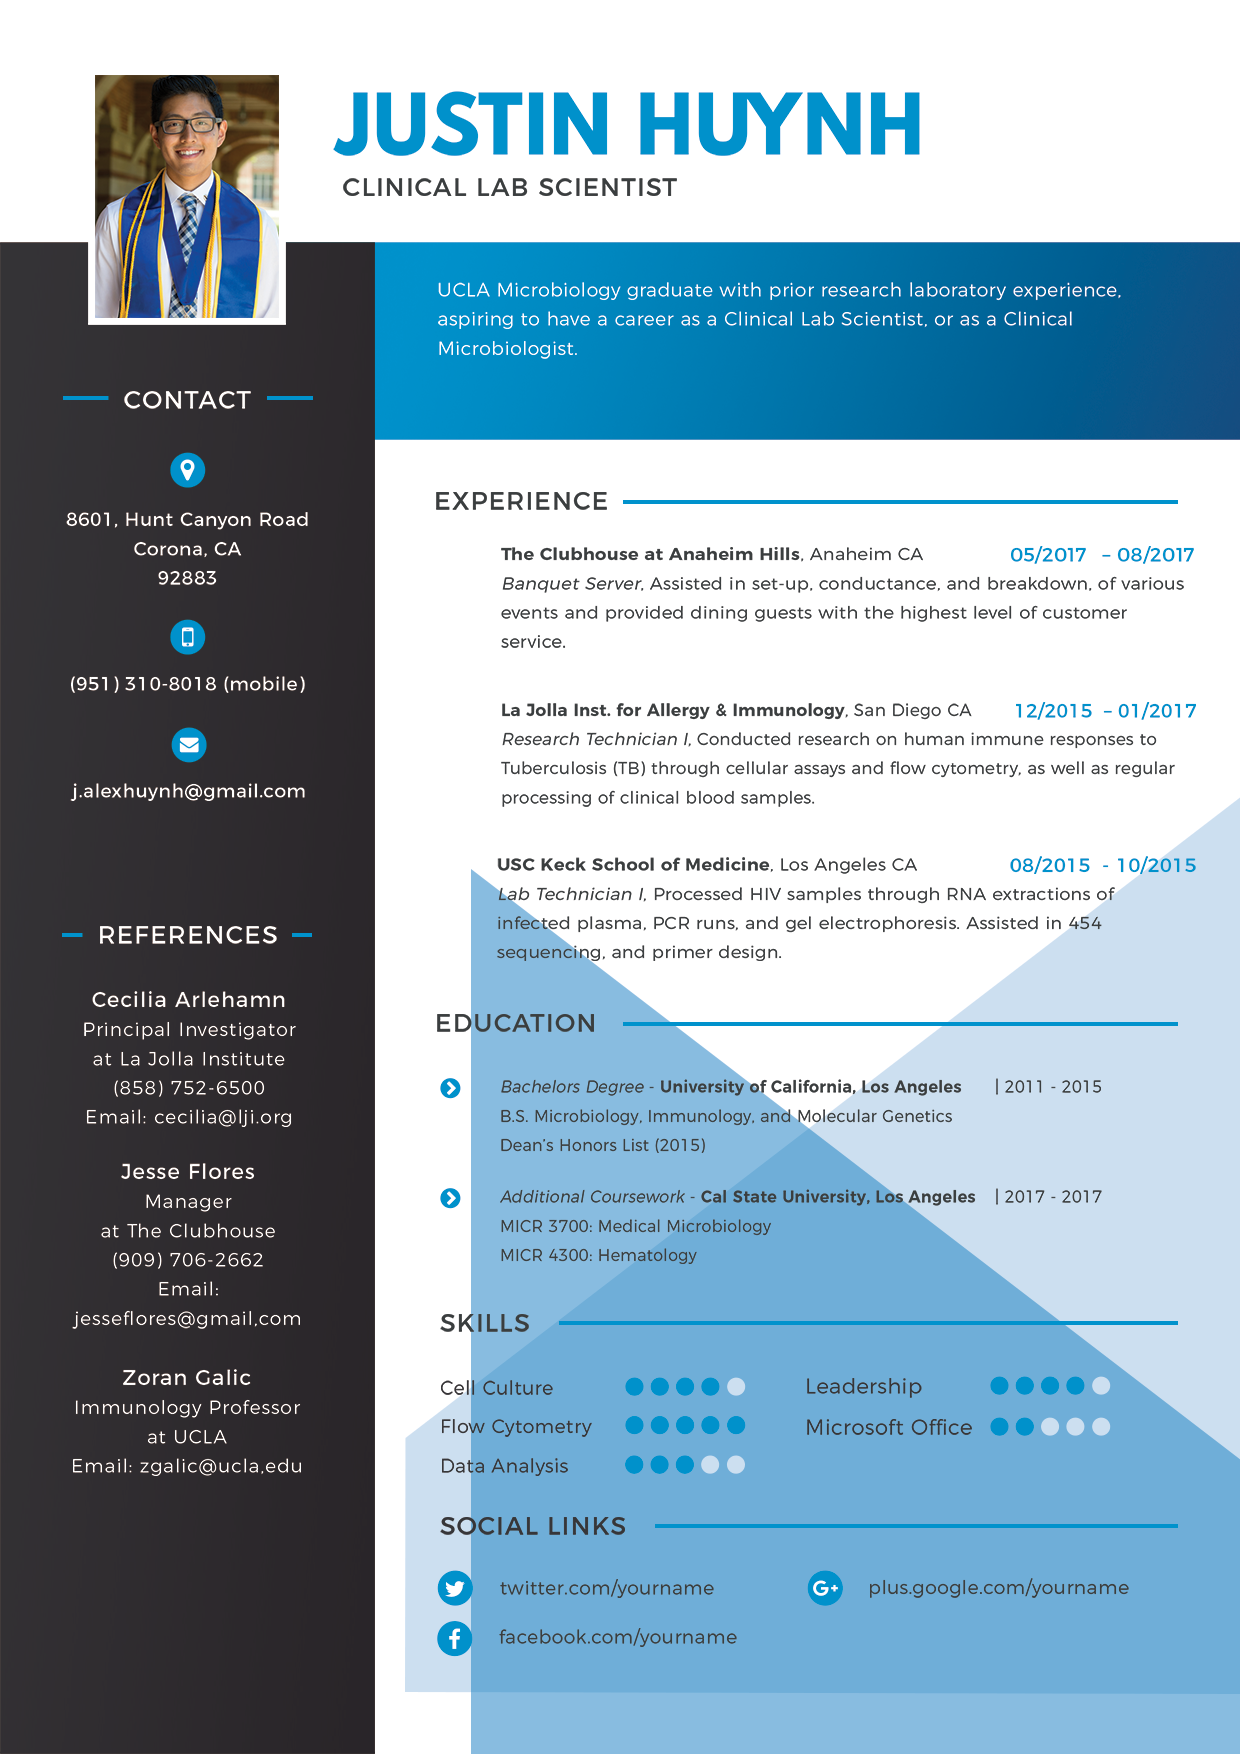 JUSTIN HUYNH
CLINICAL LAB SCIENTIST
UCLA Microbiology graduate with prior research laboratory experience,
aspiring to have a career as a Clinical Lab Scientist, or as a Clinical
Microbiologist.
CONTACT
8601, Hunt Canyon Road
Corona, CA
92883
(951) 310-8018 (mobile)
j.alexhuynh@gmail.com
REFERENCES
Cecilia Arlehamn
Principal Investigator
at La Jolla Institute
(858) 752-6500
Email: cecilia@lji.org
Jesse Flores
Manager
at The Clubhouse
(909) 706-2662
Email:
jesseflores@gmail,com
Zoran Galic
Immunology Professor
at UCLA
Email: zgalic@ucla,edu
EXPERIENCE
The Clubhouse at Anaheim Hills, Anaheim CA 05/2017 – 08/2017
Banquet Server, Assisted in set-up, conductance, and breakdown, of various
events and provided dining guests with the highest level of customer
service.
La Jolla Inst. for Allergy & Immunology, San Diego CA 12/2015 – 01/2017
Research Technician I, Conducted research on human immune responses to
Tuberculosis (TB) through cellular assays and flow cytometry, as well as regular
processing of clinical blood samples.
USC Keck School of Medicine, Los Angeles CA 08/2015 - 10/2015
Lab Technician I, Processed HIV samples through RNA extractions of
infected plasma, PCR runs, and gel electrophoresis. Assisted in 454
sequencing, and primer design.
EDUCATION
Bachelors Degree - University of California, Los Angeles | 2011 - 2015
B.S. Microbiology, Immunology, and Molecular Genetics
Dean's Honors List (2015)
Additional Coursework - Cal State University, Los Angeles | 2017 - 2017
MICR 3700: Medical Microbiology
MICR 4300: Hematology
SKILLS
Cell Culture
Flow Cytometry
Data Analysis
Leadership
Microsoft Office
SOCIAL LINKS
twitter.com/yourname
plus.google.com/yourname
facebook.com/yourname